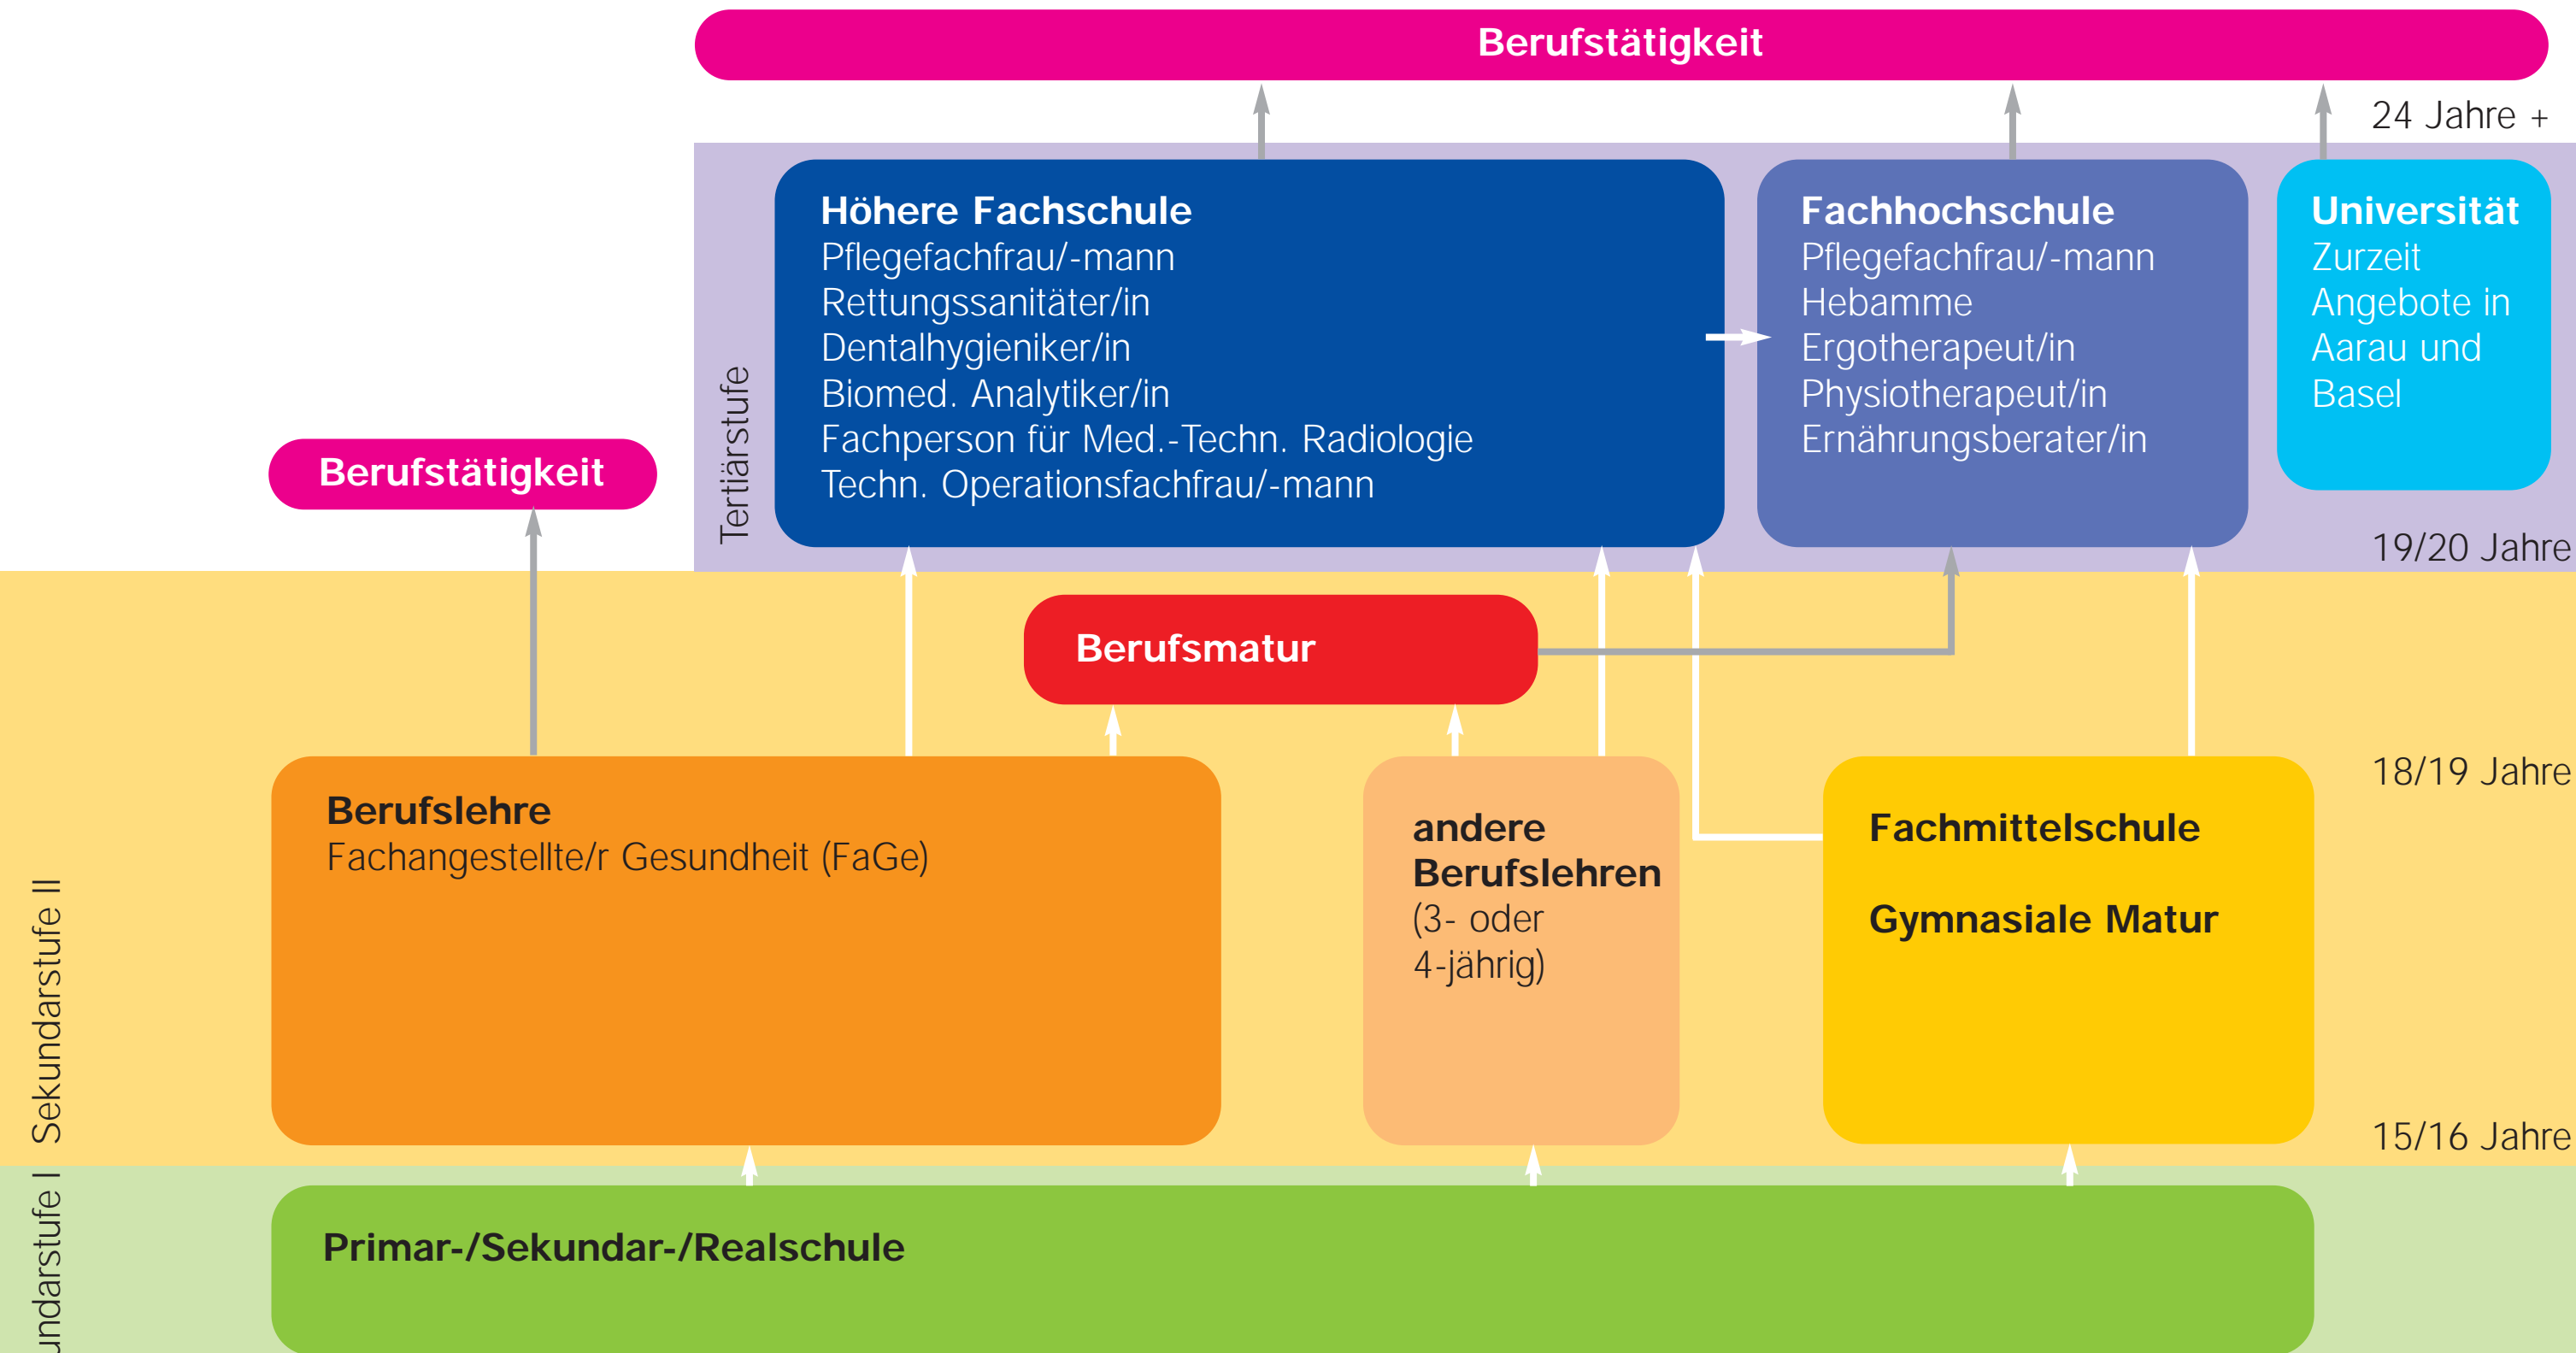 Berufstätigkeit
24 Jahre +
Höhere Fachschule
Pflegefachfrau/-mann
Rettungssanitäter/in
Dentalhygieniker/in
Biomed. Analytiker/in
Fachperson für Med.-Techn. Radiologie
Techn. Operationsfachfrau/-mann
Fachhochschule
Pflegefachfrau/-mann
Hebamme
Ergotherapeut/in
Physiotherapeut/in
Ernährungsberater/in
Universität
Zurzeit
Angebote in
Aarau und
Basel
Tertiärstufe
19/20 Jahre
Berufstätigkeit
Berufsmatur
18/19 Jahre
Berufslehre
Fachangestellte/r Gesundheit (FaGe)
andere
Berufslehren
(3- oder
4-jährig)
Fachmittelschule
Gymnasiale Matur
Sekundarstufe II
15/16 Jahre
Primar-/Sekundar-/Realschule
undarstufe I